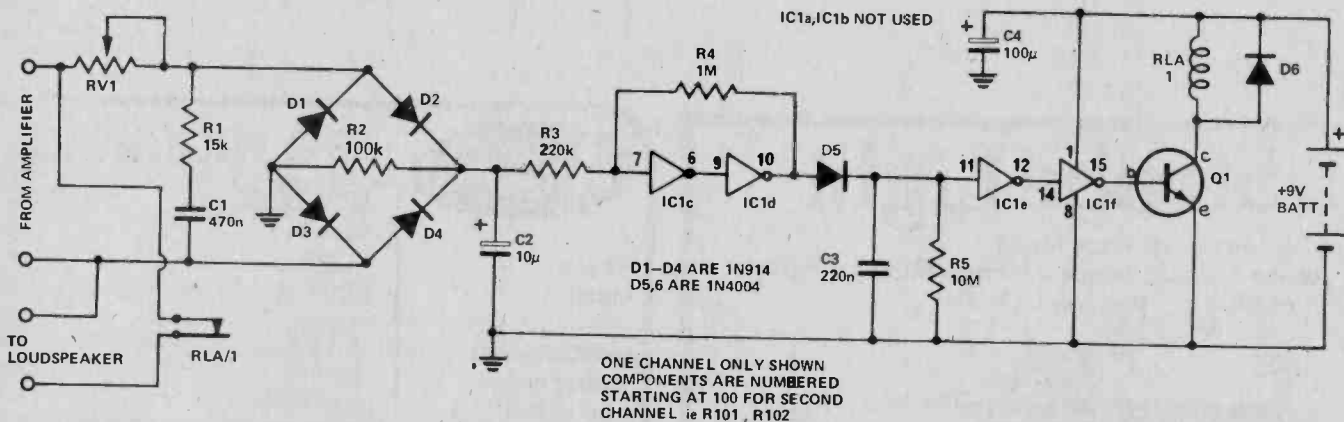 IC1a,IC1b NOT USED
+
C4
100µ
RLA
1
D6
R4
1M
RV1
D1
D2
R1
15k
R2
100k
R3
220k
7
6
9
10
D5
11
12
1
14
15
8
b
c
e
Q1
+
+9V
BATT
IC1c
IC1d
IC1e
IC1f
FROM AMPLIFIER
C1
470n
D3
D4
+
C2
10µ
C3
220n
R5
10M
D1–D4 ARE 1N914
D5,6 ARE 1N4004
TO
LOUDSPEAKER
RLA/1
ONE CHANNEL ONLY SHOWN
COMPONENTS ARE NUMBERED
STARTING AT 100 FOR SECOND
CHANNEL ie R101 , R102